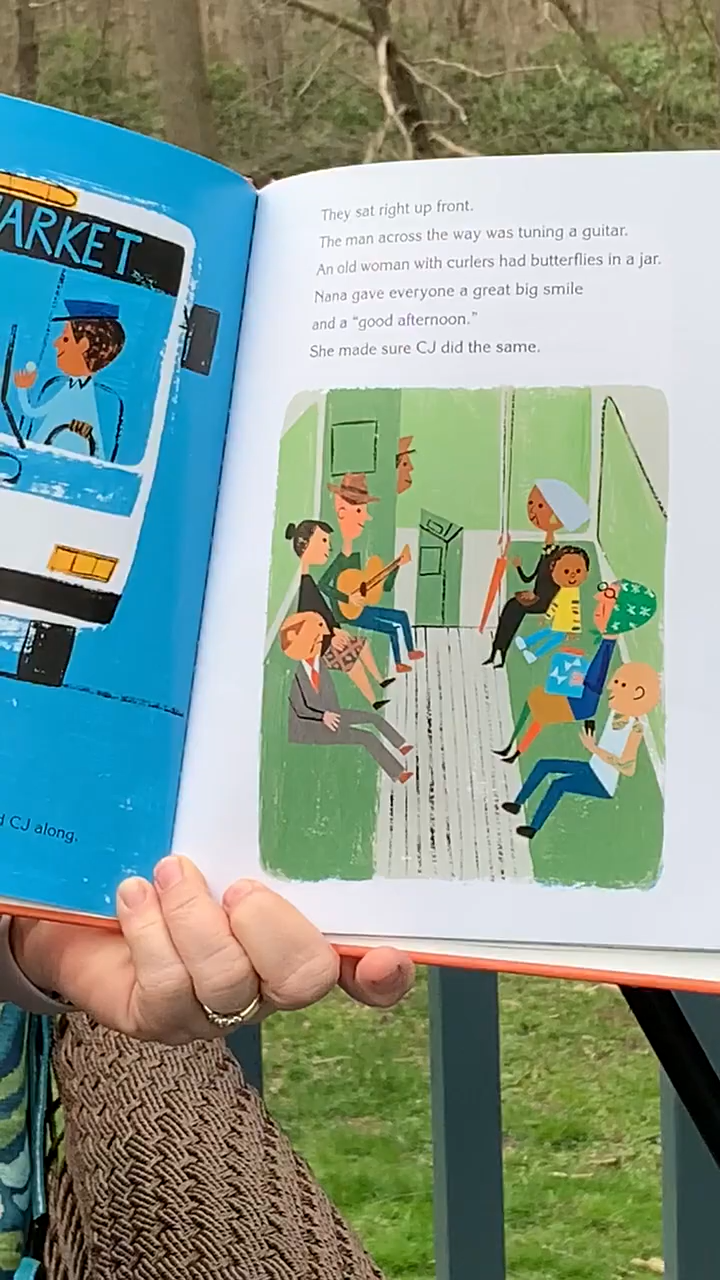 ARKET
d CJ along.
They sat right up front.
The man across the way was tuning a guitar.
An old woman with curlers had butterflies in a jar.
Nana gave everyone a great big smile
and a “good afternoon.”
She made sure CJ did the same.